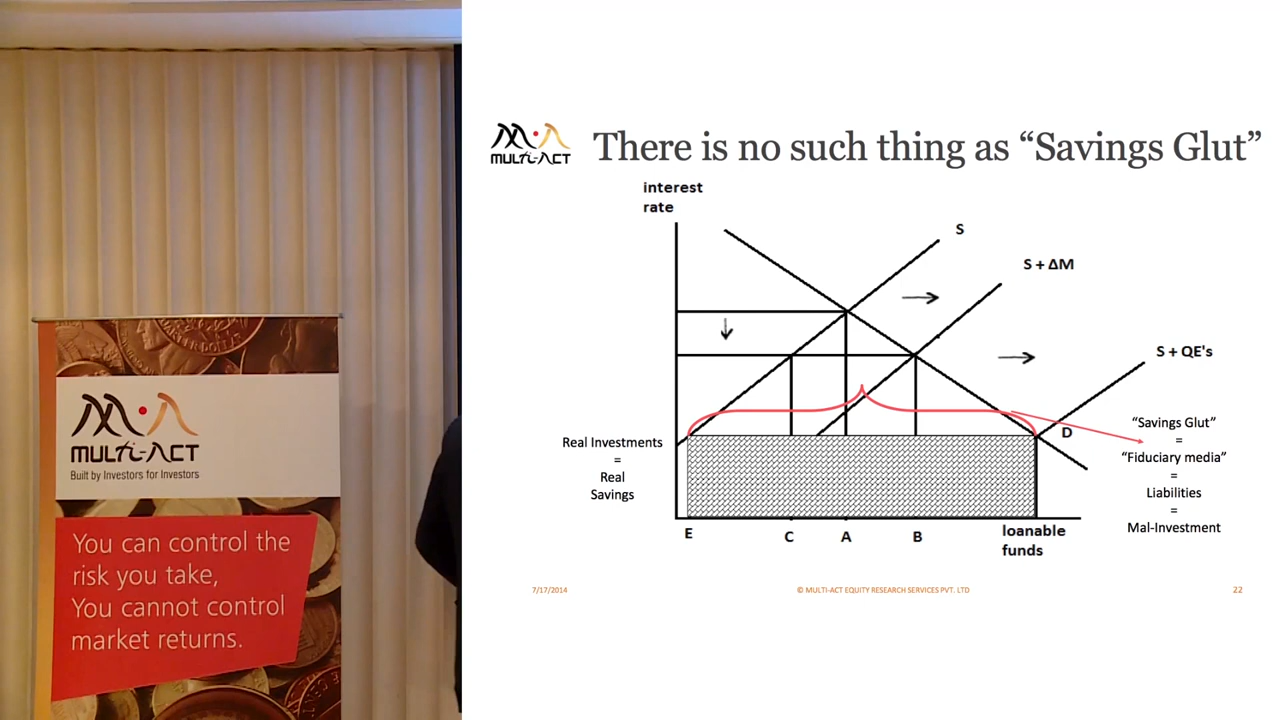 MULTI-ACT
Built by Investors for Investors
You can control the
risk you take,
You cannot control
market returns.
MULTI-ACT
There is no such thing as “Savings Glut”
interest
rate
S
S + ΔM
S + QE's
D
Real Investments
=
Real
Savings
“Savings Glut”
=
“Fiduciary media”
=
Liabilities
=
Mal-Investment
E
C
A
B
loanable
funds
7/17/2014
© MULTI-ACT EQUITY RESEARCH SERVICES PVT. LTD
22